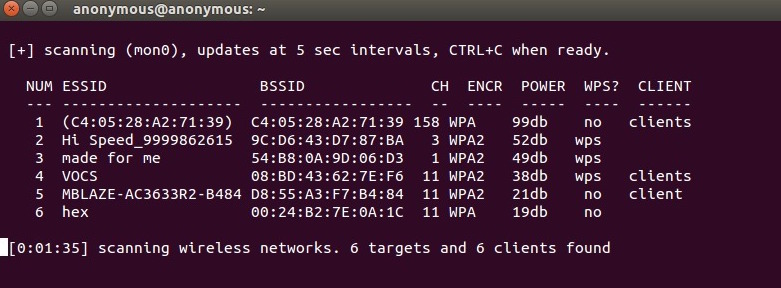 anonymous@anonymous: ~
[+] scanning (mon0), updates at 5 sec intervals, CTRL+C when ready.
NUM ESSID BSSID CH ENCR POWER WPS? CLIENT
--- -------------------- ----------------- -- ---- ----- ---- ------
1 (C4:05:28:A2:71:39) C4:05:28:A2:71:39 158 WPA 99db no clients
2 Hi Speed_9999862615 9C:D6:43:D7:87:BA 3 WPA2 52db wps
3 made for me 54:B8:0A:9D:06:D3 1 WPA2 49db wps
4 VOCS 08:BD:43:62:7E:F6 11 WPA2 38db wps clients
5 MBLAZE-AC3633R2-B484 D8:55:A3:F7:B4:84 11 WPA2 21db no client
6 hex 00:24:B2:7E:0A:1C 11 WPA 19db no
[0:01:35] scanning wireless networks. 6 targets and 6 clients found